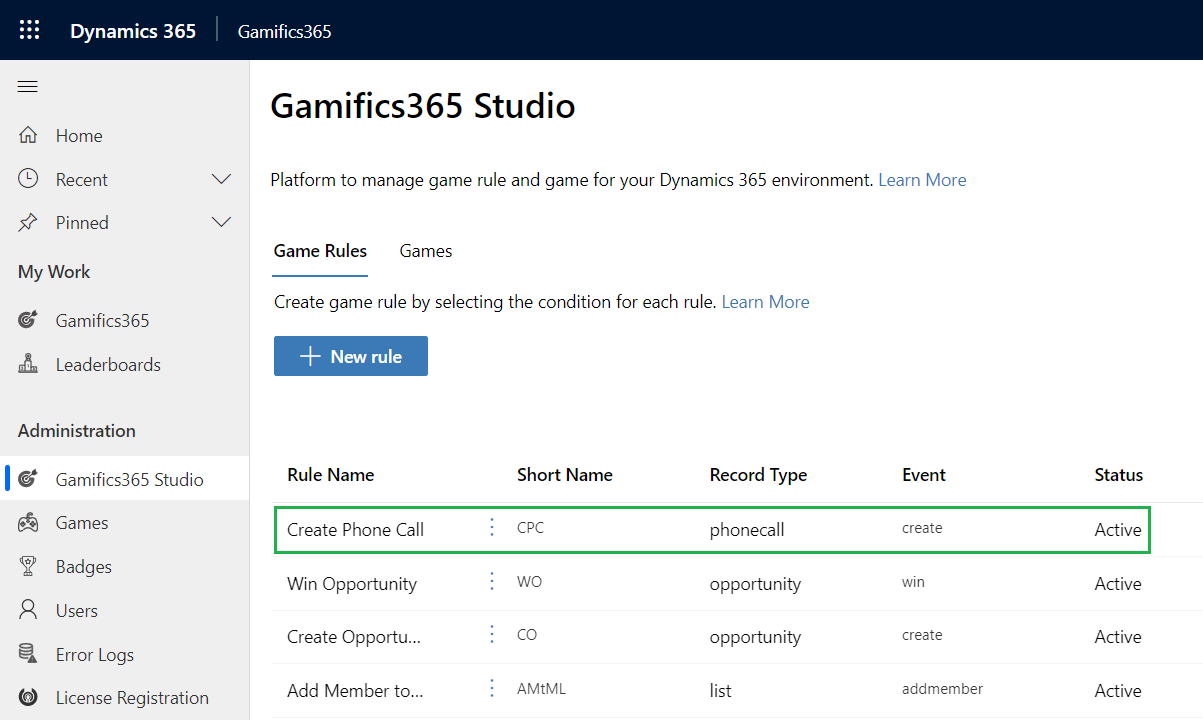 Dynamics 365 Gamifics365
Home
Recent
Pinned
My Work
Gamifics365
Leaderboards
Administration
Gamifics365 Studio
Games
Badges
Users
Error Logs
License Registration
Gamifics365 Studio
Platform to manage game rule and game for your Dynamics 365 environment. Learn More
Game Rules Games
Create game rule by selecting the condition for each rule. Learn More
New rule
Rule Name Short Name Record Type Event Status
Create Phone Call CPC phonecall create Active
Win Opportunity WO opportunity win Active
Create Opportu... CO opportunity create Active
Add Member to... AMtML list addmember Active